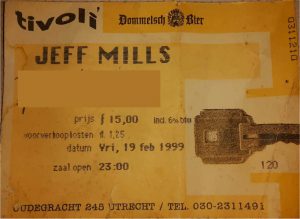 tivoli
Dommelsch Bier
0311210
JEFF MILLS
prijs f 15,00 incl. 6% btw
voorverkoopkosten fl. 1,25
datum Vri, 19 feb 1999
zaal open 23:00
120
OUDEGRACHT 245 UTRECHT / TEL. 030-2311491